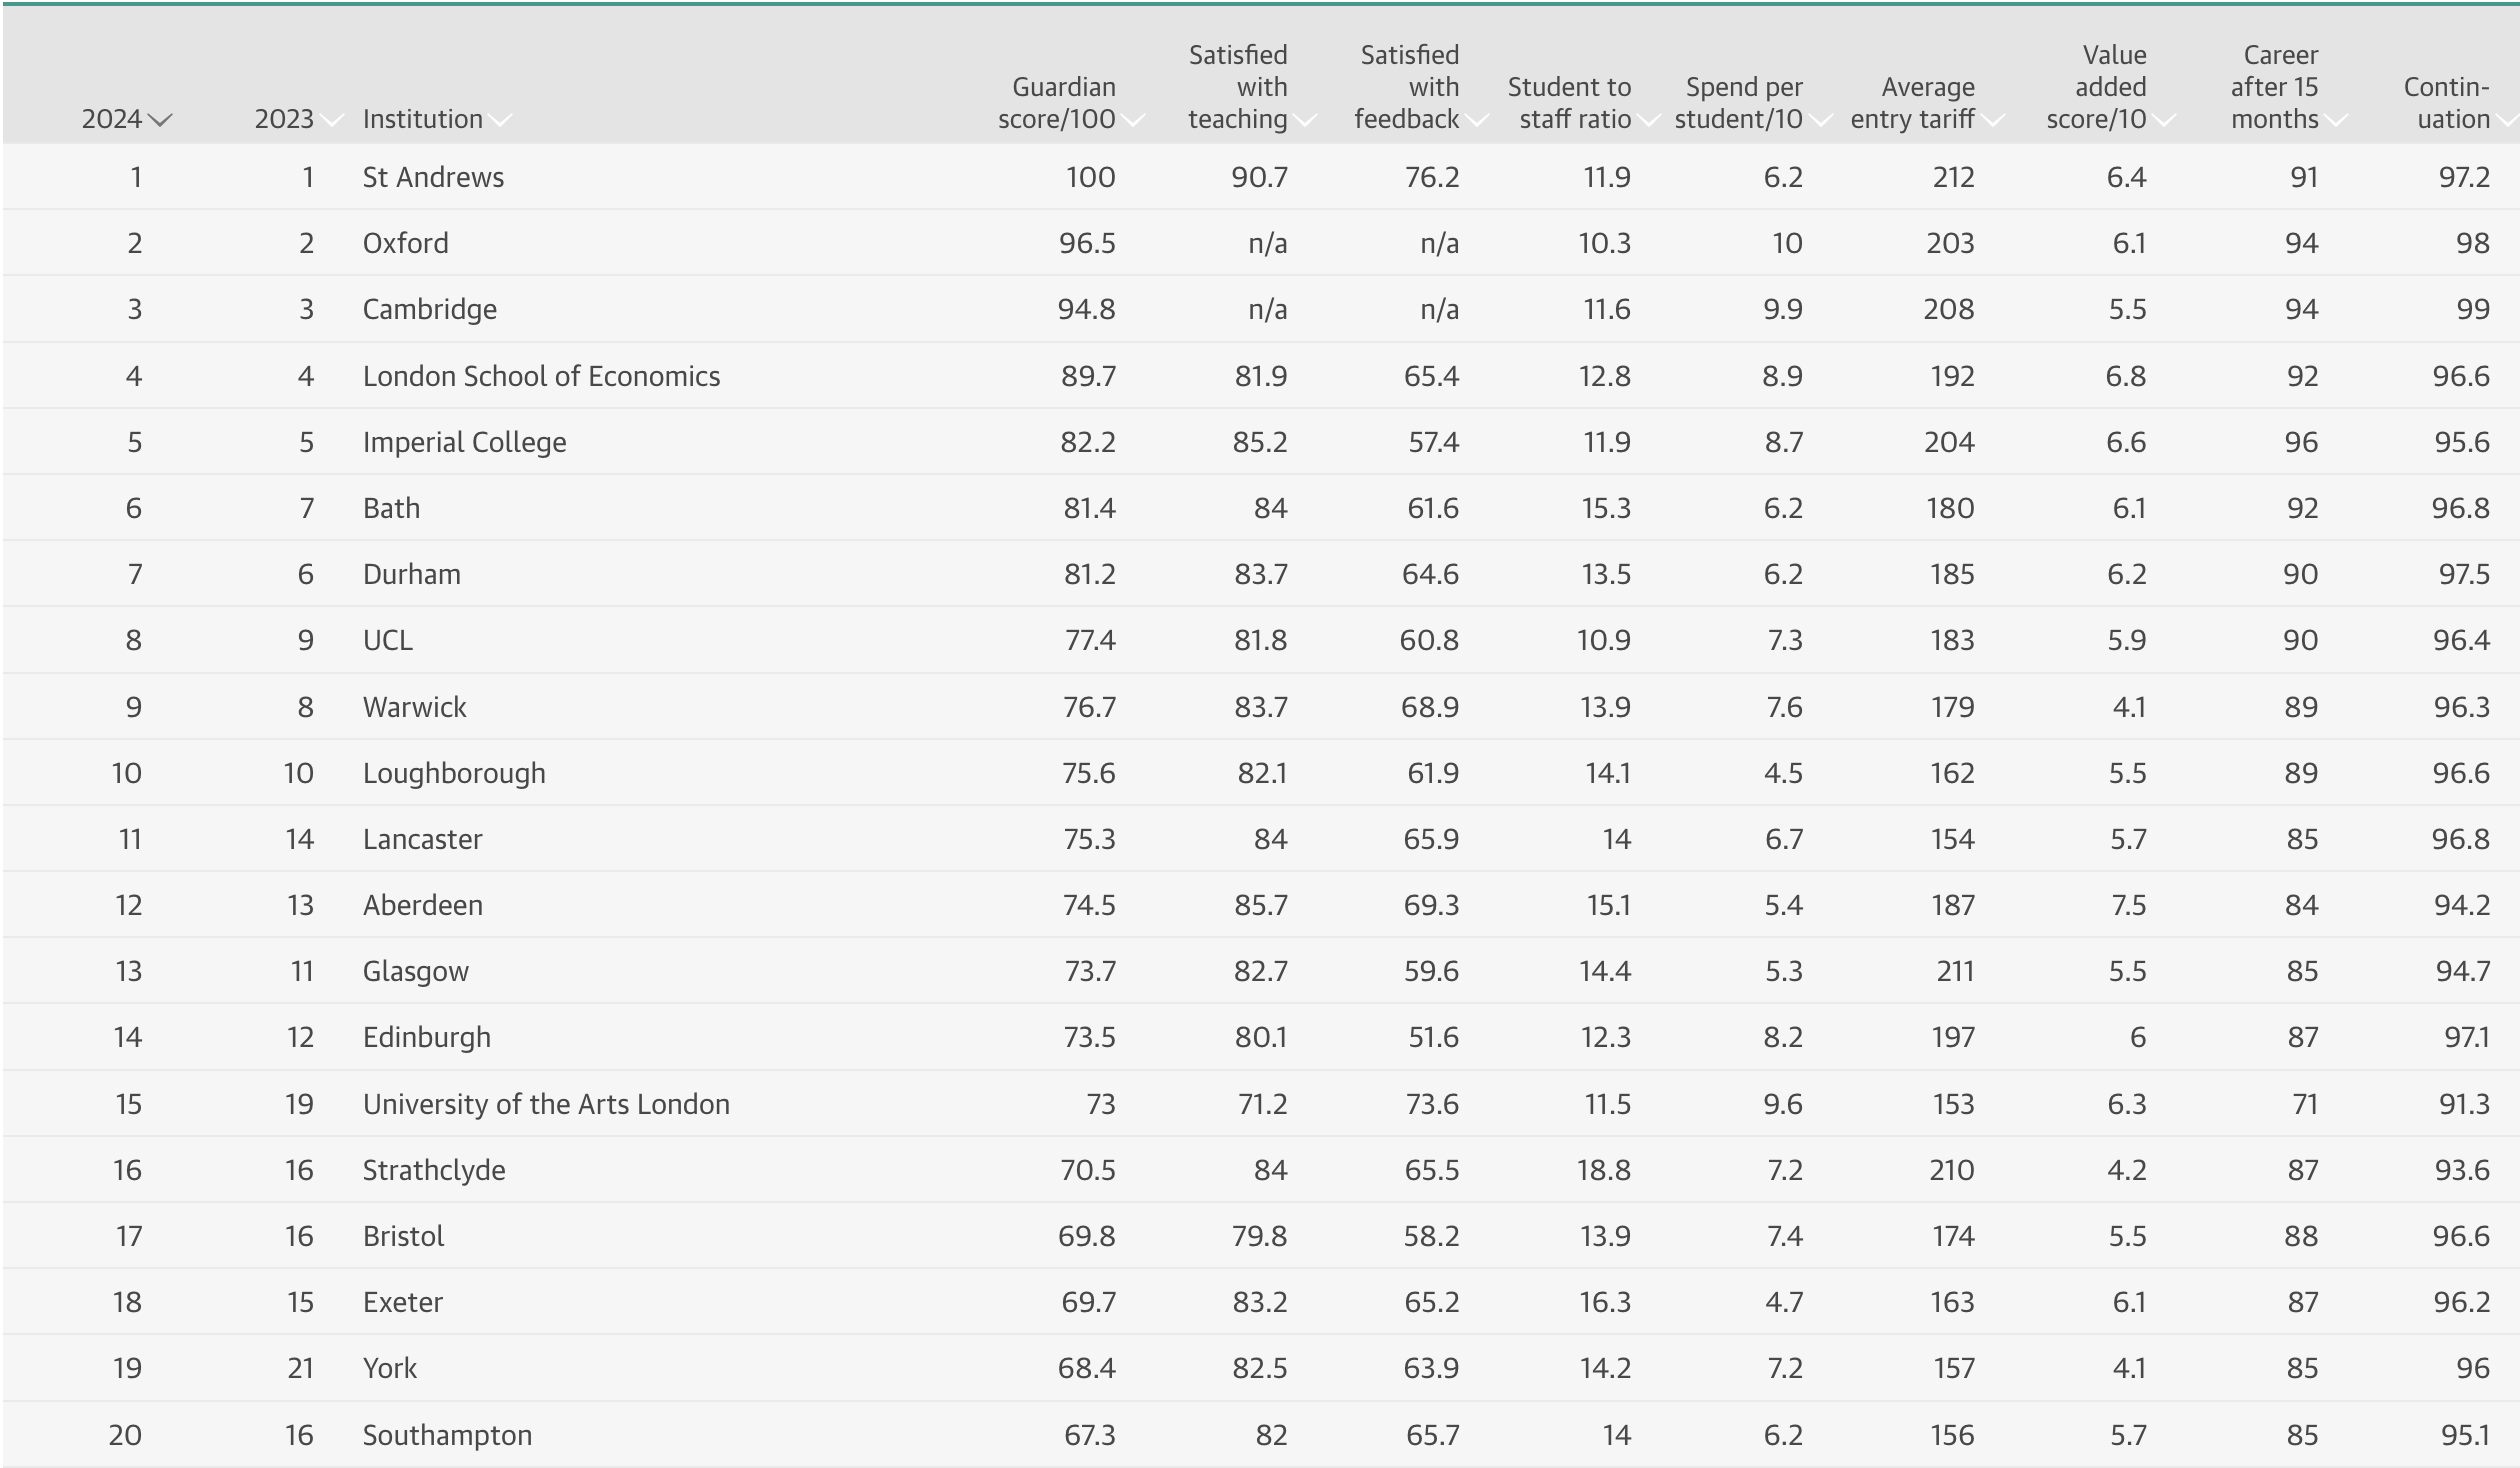 2024 2023 Institution Guardian score/100 Satisfied with teaching Satisfied with feedback Student to staff ratio Spend per student/10 Average entry tariff Value added score/10 Career after 15 months Contin-uation
1 1 St Andrews 100 90.7 76.2 11.9 6.2 212 6.4 91 97.2
2 2 Oxford 96.5 n/a n/a 10.3 10 203 6.1 94 98
3 3 Cambridge 94.8 n/a n/a 11.6 9.9 208 5.5 94 99
4 4 London School of Economics 89.7 81.9 65.4 12.8 8.9 192 6.8 92 96.6
5 5 Imperial College 82.2 85.2 57.4 11.9 8.7 204 6.6 96 95.6
6 7 Bath 81.4 84 61.6 15.3 6.2 180 6.1 92 96.8
7 6 Durham 81.2 83.7 64.6 13.5 6.2 185 6.2 90 97.5
8 9 UCL 77.4 81.8 60.8 10.9 7.3 183 5.9 90 96.4
9 8 Warwick 76.7 83.7 68.9 13.9 7.6 179 4.1 89 96.3
10 10 Loughborough 75.6 82.1 61.9 14.1 4.5 162 5.5 89 96.6
11 14 Lancaster 75.3 84 65.9 14 6.7 154 5.7 85 96.8
12 13 Aberdeen 74.5 85.7 69.3 15.1 5.4 187 7.5 84 94.2
13 11 Glasgow 73.7 82.7 59.6 14.4 5.3 211 5.5 85 94.7
14 12 Edinburgh 73.5 80.1 51.6 12.3 8.2 197 6 87 97.1
15 19 University of the Arts London 73 71.2 73.6 11.5 9.6 153 6.3 71 91.3
16 16 Strathclyde 70.5 84 65.5 18.8 7.2 210 4.2 87 93.6
17 16 Bristol 69.8 79.8 58.2 13.9 7.4 174 5.5 88 96.6
18 15 Exeter 69.7 83.2 65.2 16.3 4.7 163 6.1 87 96.2
19 21 York 68.4 82.5 63.9 14.2 7.2 157 4.1 85 96
20 16 Southampton 67.3 82 65.7 14 6.2 156 5.7 85 95.1